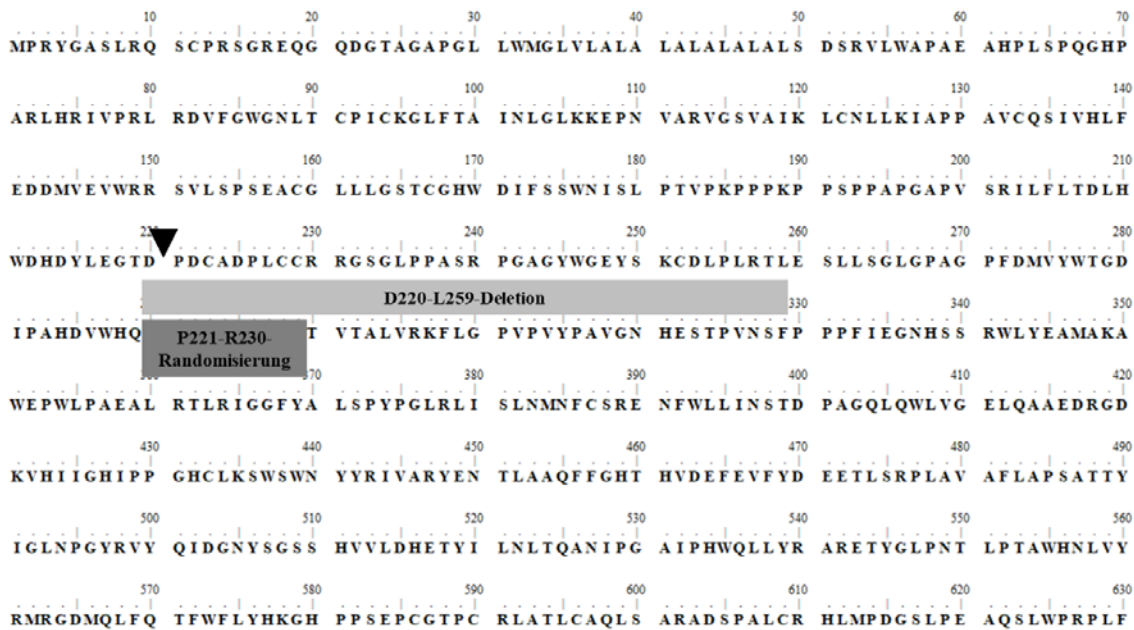 10 20 30 40 50 60 70
MPRYGASLRQ SCPRSGREQG QDGTAGAPGL LWMGLVLALA LALALALALS DSRVLWAPAE AHPLSPQGHP
80 90 100 110 120 130 140
ARLHRIVPRL RDVFGWGNLT CPICKGLFTA INLGLKKEPN VARVGSVAIK LCNLLKIAPP AVCQSIVHLF
150 160 170 180 190 200 210
EDDMVEVWRR SVLSPSEACG LLLGSTCGHW DIFSSWNISL PTVPKPPPKP PSPPAPGAPV SRILFLTDLH
220 230 240 250 260 270 280
WDHDYLEGTD PDCADPLCCR RGSGLPPASR PGAGYWGEYS KCDLPLRTLE SLLSGLGPAG PFDMVYWTGD
D220-L259-Deletion
330 340 350
IPAHDVWHQ T VTALVRKFLG PVPVYPAVGN HESTPVNSFP PPFIEGNHSS RWLYEAMAKA
P221-R230-
Randomisierung
370 380 390 400 410 420
WEPWLPAEAL RTLRIGGFYA LSPYPGLRLI SLNMNFCSRE NFWLLINSTD PAGQLQWLVG ELQAAEDRGD
430 440 450 460 470 480 490
KVHIIGHIPP GHCLKSWSWN YYRIVARYEN TLAAQFFGHT HVDEFEVFYD EETLSRPLAV AFLAPSATTY
500 510 520 530 540 550 560
IGLNPGYRVY QIDGNYSGSS HVVLDHETYI LNLTQANIPG AIPHWQLLYR ARETYGLPNT LPTAWHNLVY
570 580 590 600 610 620 630
RMRGDMQLFQ TFWFLYHKGH PPSEPCGTPC RLATLCAQLS ARADSPALCR HLMPDGSLPE AQSLWPRPLF